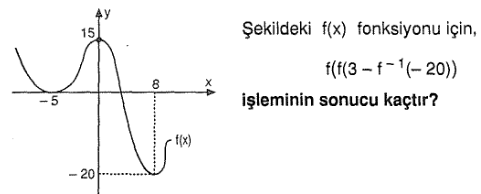 y
15
x
– 5
8
f(x)
– 20
Şekildeki f(x) fonksiyonu için,
f(f(3 – f⁻¹(– 20))
işleminin sonucu kaçtır?